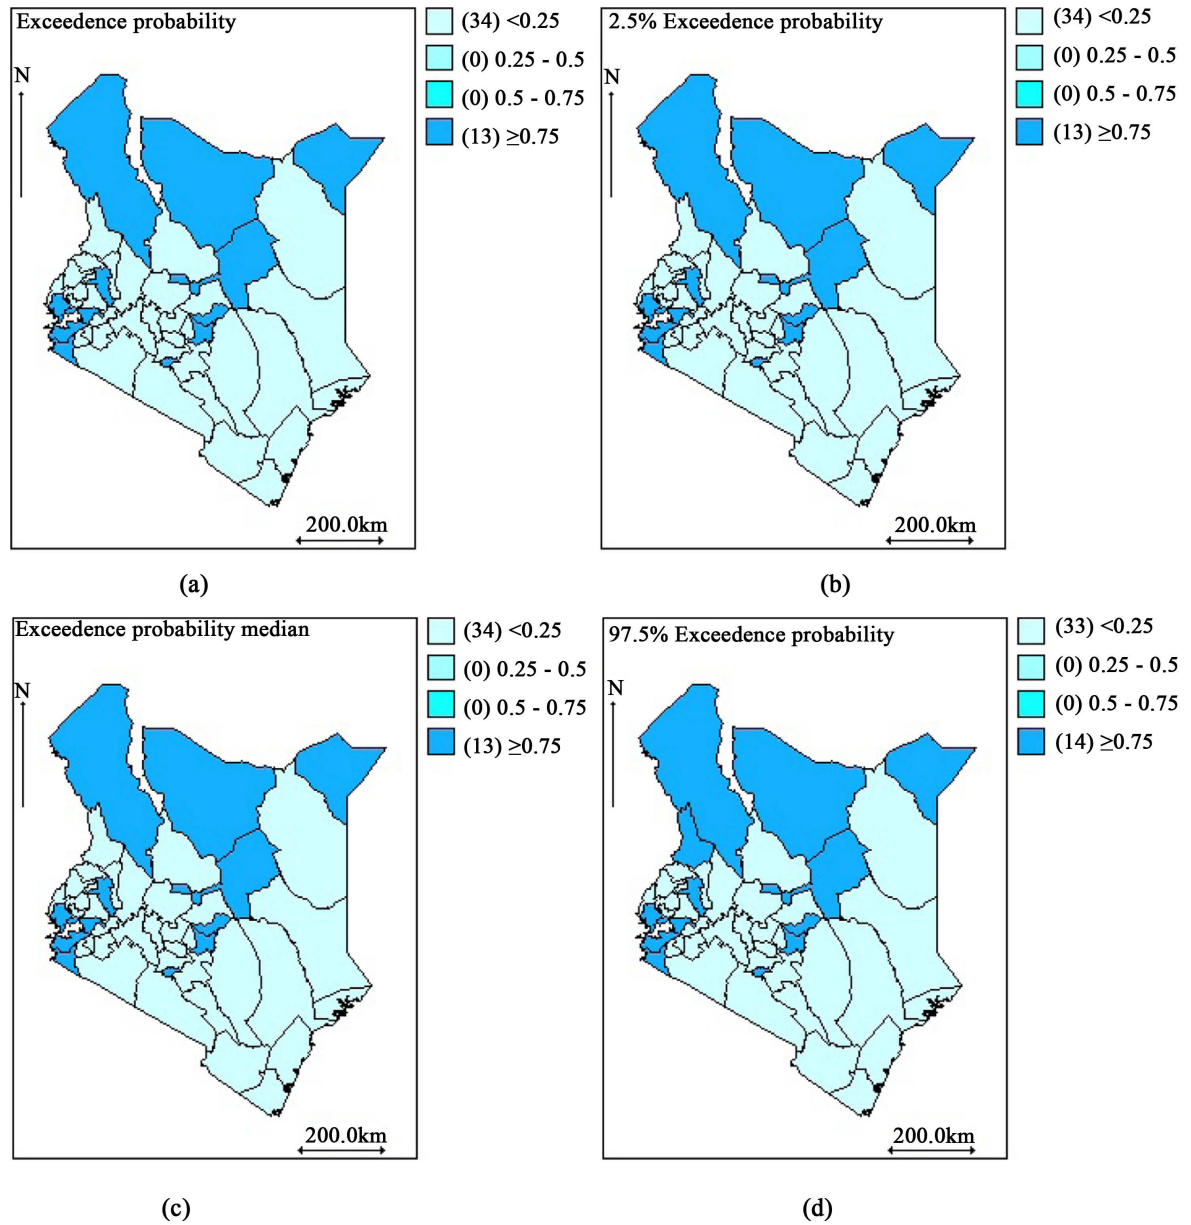 Exceedence probability
(34) <0.25
(0) 0.25 - 0.5
(0) 0.5 - 0.75
(13) ≥0.75
N
200.0km
(a)
2.5% Exceedence probability
(34) <0.25
(0) 0.25 - 0.5
(0) 0.5 - 0.75
(13) ≥0.75
N
200.0km
(b)
Exceedence probability median
(34) <0.25
(0) 0.25 - 0.5
(0) 0.5 - 0.75
(13) ≥0.75
N
200.0km
(c)
97.5% Exceedence probability
(33) <0.25
(0) 0.25 - 0.5
(0) 0.5 - 0.75
(14) ≥0.75
N
200.0km
(d)